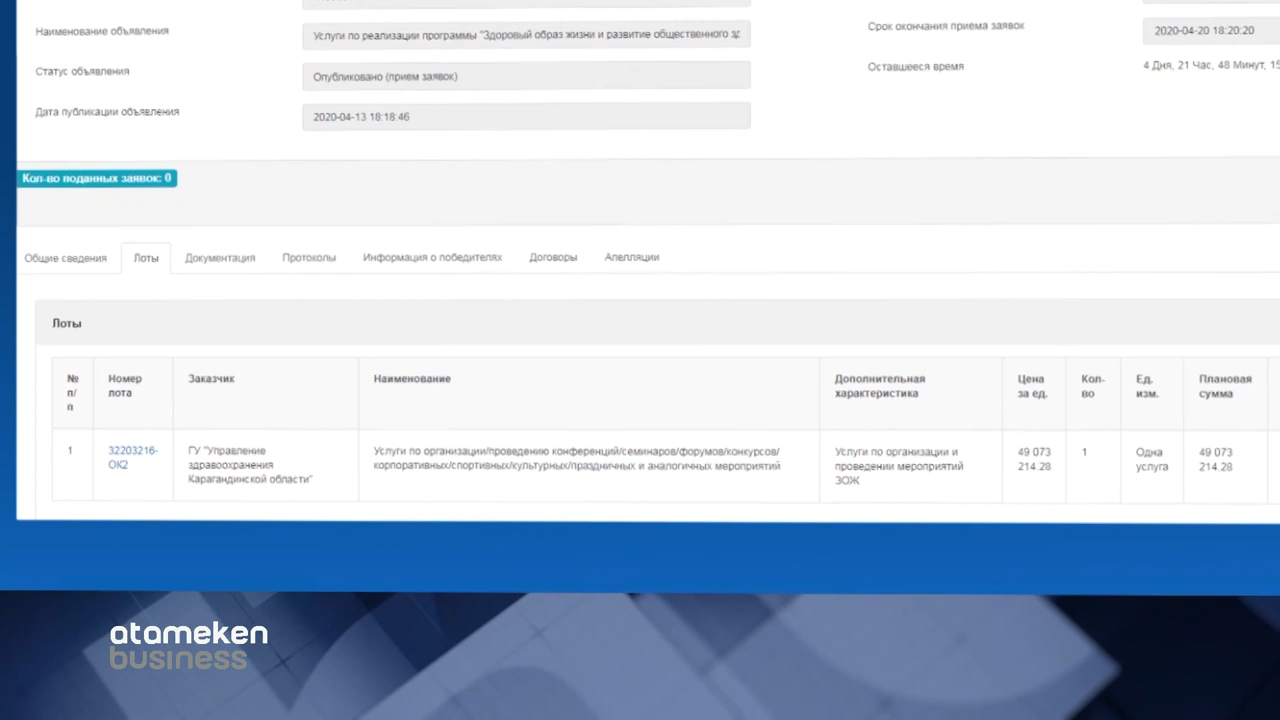 Наименование объявления
Услуги по реализации программы "Здоровый образ жизни и развитие общественного
Срок окончания приема заявок
2020-04-20 18:20:20
Статус объявления
Опубликовано (прием заявок)
Оставшееся время
4 Дня, 21 Час, 48 Минут, 15
Дата публикации объявления
2020-04-13 18:18:46
Кол-во поданных заявок: 0
Общие сведения Лоты Документация Протоколы Информация о победителях Договоры Апелляции
Лоты
№ п/п
Номер лота
Заказчик
Наименование
Дополнительная характеристика
Цена за ед.
Кол-во
Ед. изм.
Плановая сумма
1
32203216-ОК2
ГУ "Управление
здравоохранения
Карагандинской области"
Услуги по организации/проведению конференций/семинаров/форумов/конкурсов/
корпоративных/спортивных/культурных/праздничных и аналогичных мероприятий
Услуги по организации и
проведении мероприятий
ЗОЖ
49 073
214.28
1
Одна
услуга
49 073
214.28
atameken
business